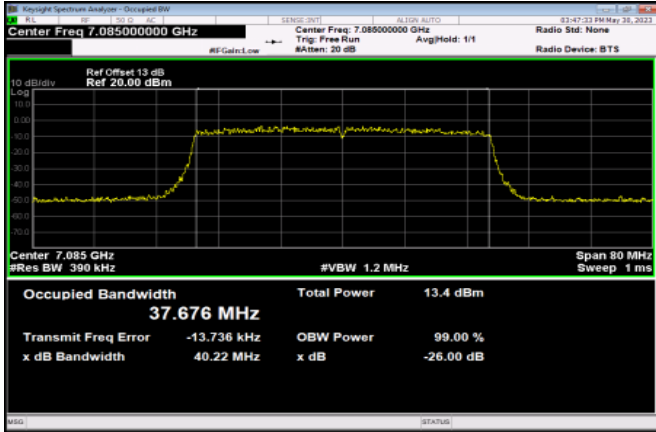 Keysight Spectrum Analyzer - Occupied BW
RL RF 50 Ω AC SENSE:INT ALIGN AUTO 03:47:33 PM May 30, 2023
Center Freq 7.085000000 GHz Center Freq: 7.085000000 GHz Radio Std: None
Trig: Free Run Avg|Hold: 1/1
#IFGain:Low #Atten: 20 dB Radio Device: BTS
Ref Offset 13 dB
10 dB/div Ref 20.00 dBm
Log
10.0
0.00
-10.0
-20.0
-30.0
-40.0
-50.0
-60.0
-70.0
Center 7.085 GHz Span 80 MHz
#Res BW 390 kHz #VBW 1.2 MHz Sweep 1 ms
Occupied Bandwidth Total Power 13.4 dBm
37.676 MHz
Transmit Freq Error -13.736 kHz OBW Power 99.00 %
x dB Bandwidth 40.22 MHz x dB -26.00 dB
MSG STATUS